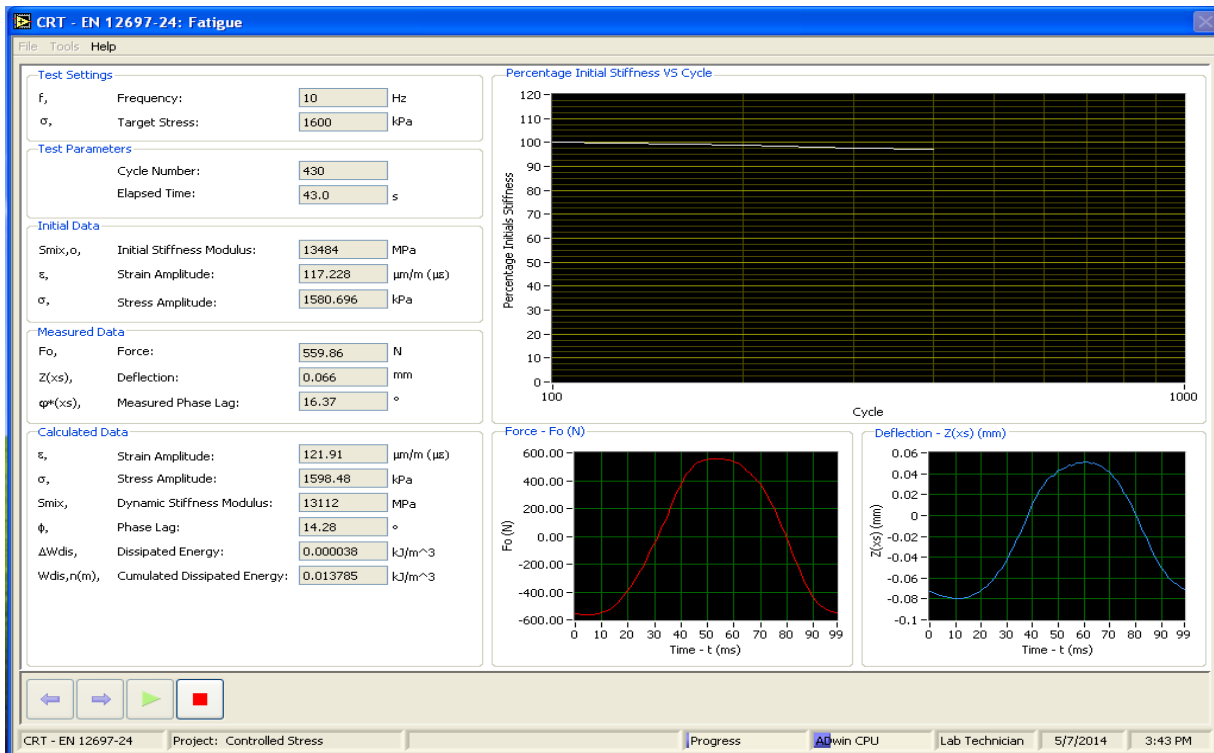 CRT - EN 12697-24: Fatigue
File Tools Help
Test Settings
f, Frequency: 10 Hz
σ, Target Stress: 1600 kPa
Test Parameters
Cycle Number: 430
Elapsed Time: 43.0 s
Initial Data
Smix,o, Initial Stiffness Modulus: 13484 MPa
ε, Strain Amplitude: 117.228 µm/m (µε)
σ, Stress Amplitude: 1580.696 kPa
Measured Data
Fo, Force: 559.86 N
Z(xs), Deflection: 0.066 mm
φ*(xs), Measured Phase Lag: 16.37 °
Calculated Data
ε, Strain Amplitude: 121.91 µm/m (µε)
σ, Stress Amplitude: 1598.48 kPa
Smix, Dynamic Stiffness Modulus: 13112 MPa
ϕ, Phase Lag: 14.28 °
ΔWdis, Dissipated Energy: 0.000038 kJ/m^3
Wdis,n(m), Cumulated Dissipated Energy: 0.013785 kJ/m^3
Percentage Initial Stiffness VS Cycle
Percentage Initials Stiffness
120
100
90
80
70
60
50
40
30
20
10
0
100 1000
Cycle
Force - Fo (N)
Fo (N)
600.00
400.00
200.00
0.00
-200.00
-400.00
-600.00
0 10 20 30 40 50 60 70 80 90 99
Time - t (ms)
Deflection - Z(xs) (mm)
Z(xs) (mm)
0.06
0.04
0.02
0
-0.02
-0.04
-0.06
-0.08
-0.1
0 10 20 30 40 50 60 70 80 90 99
Time - t (ms)
CRT - EN 12697-24 Project: Controlled Stress Progress ADwin CPU Lab Technician 5/7/2014 3:43 PM